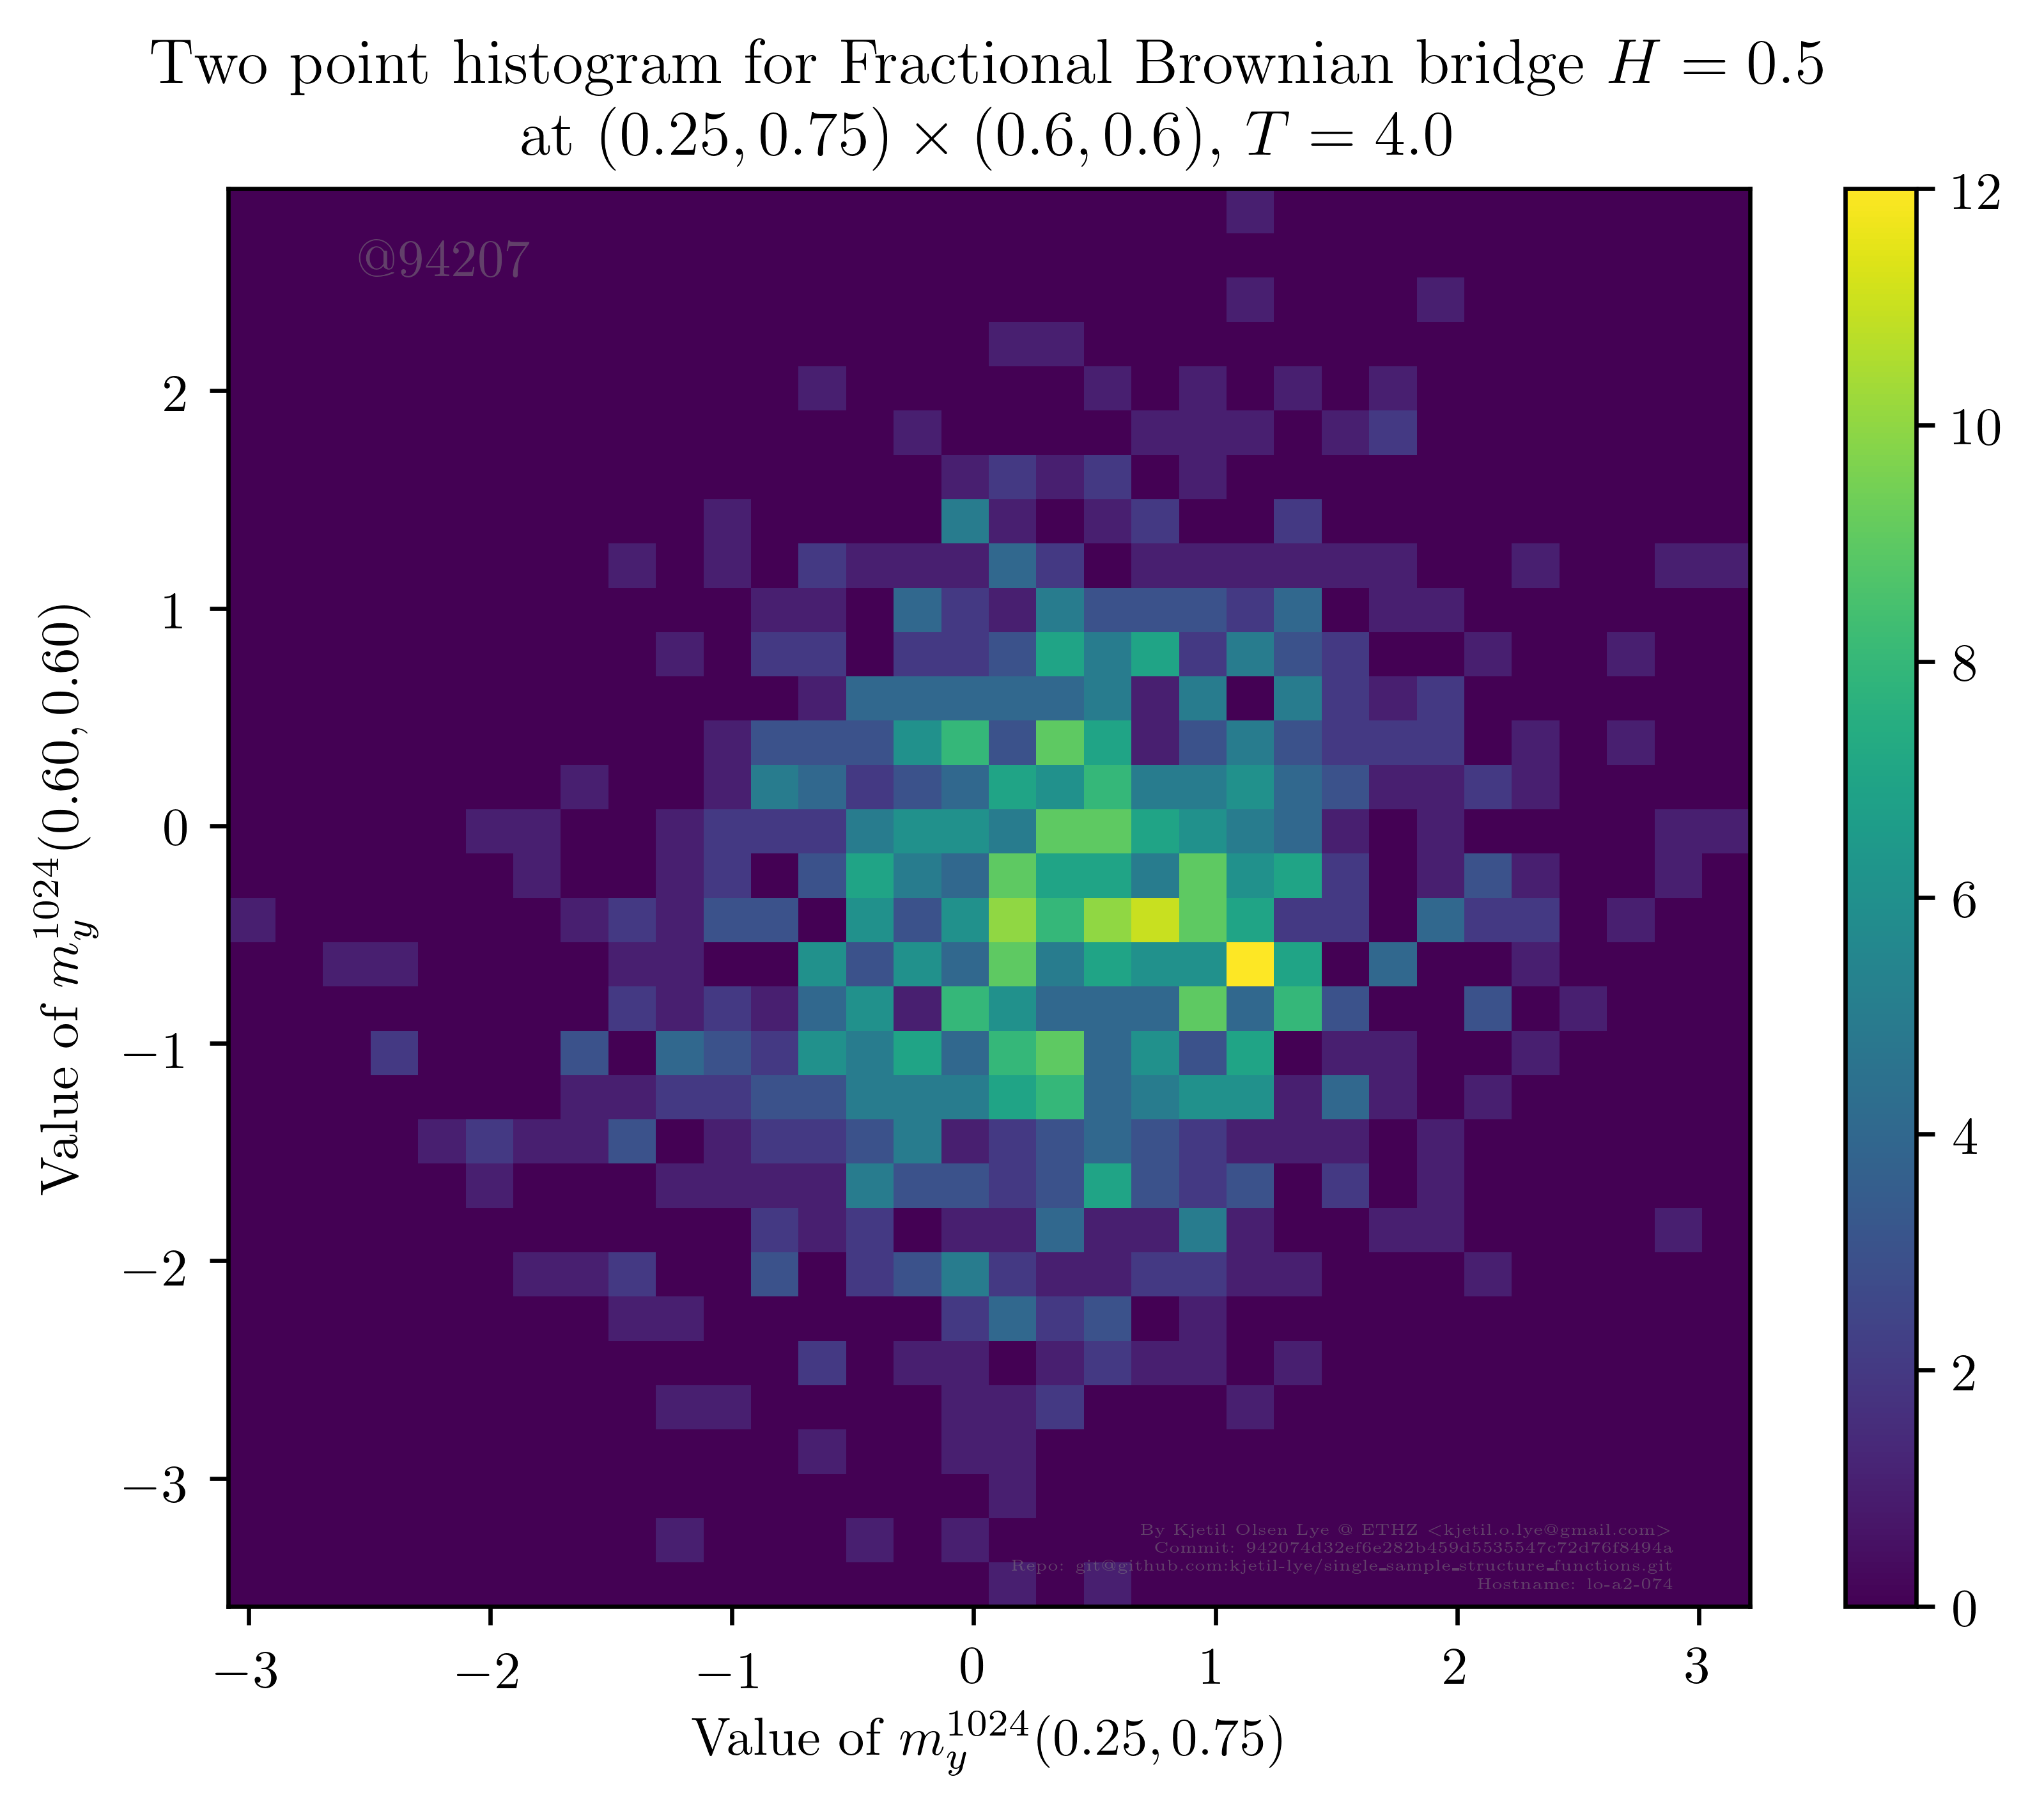 Two point histogram for Fractional Brownian bridge H = 0.5
at (0.25, 0.75) × (0.6, 0.6), T = 4.0
@94207
12
10
8
6
4
2
0
2
1
0
−1
−2
−3
Value of m_y^1024(0.60, 0.60)
By Kjetil Olsen Lye @ ETHZ <kjetil.o.lye@gmail.com>
Commit: 942074d32ef6e282b459d5535547c72d76f8494a
Repo: git@github.com:kjetil-lye/single_sample_structure_functions.git
Hostname: lo-a2-074
−3 −2 −1 0 1 2 3
Value of m_y^1024(0.25, 0.75)